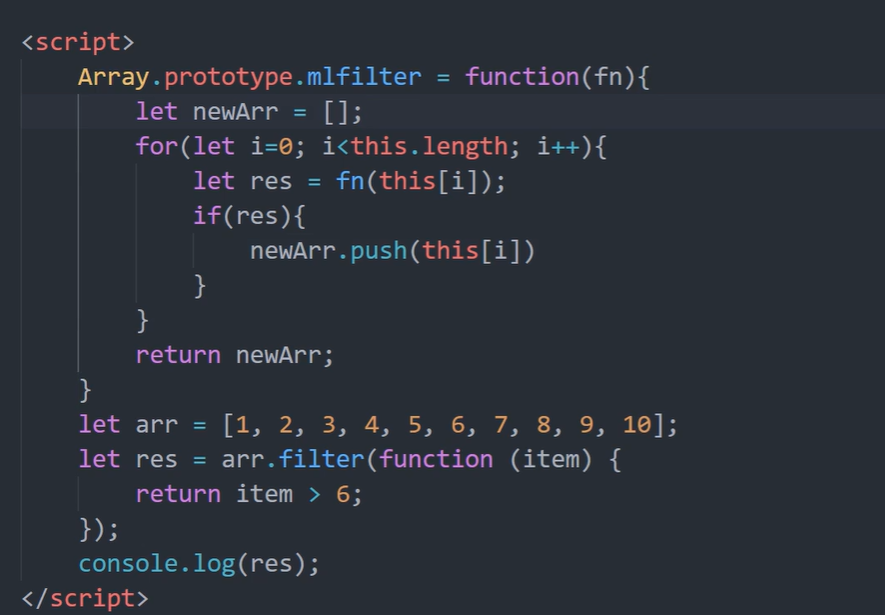 <script>
    Array.prototype.mlfilter = function(fn){
        let newArr = [];
        for(let i=0; i<this.length; i++){
            let res = fn(this[i]);
            if(res){
                newArr.push(this[i])
            }
        }
        return newArr;
    }
    let arr = [1, 2, 3, 4, 5, 6, 7, 8, 9, 10];
    let res = arr.filter(function (item) {
        return item > 6;
    });
    console.log(res);
</script>